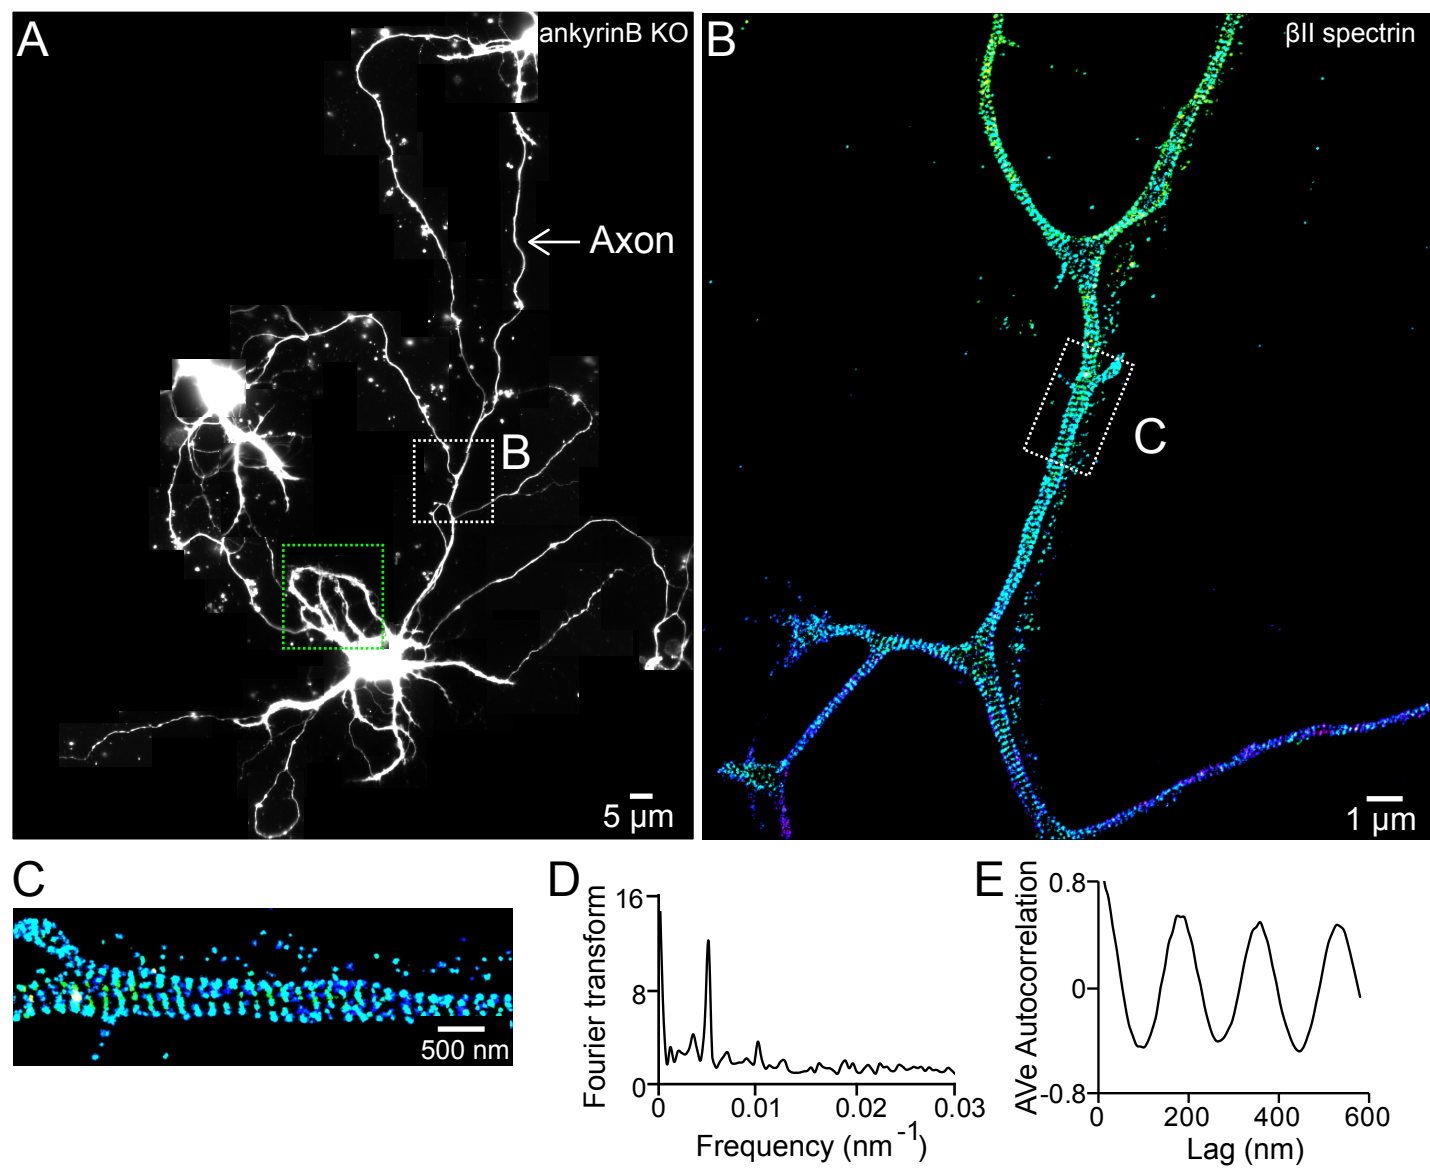 A
ankyrinB KO
Axon
B
5 μm
B
βII spectrin
C
1 μm
C
500 nm
D
Fourier transform
16
8
0
0
0.01
0.02
0.03
Frequency (nm⁻¹)
E
AVe Autocorrelation
0.8
0
-0.8
0
200
400
600
Lag (nm)